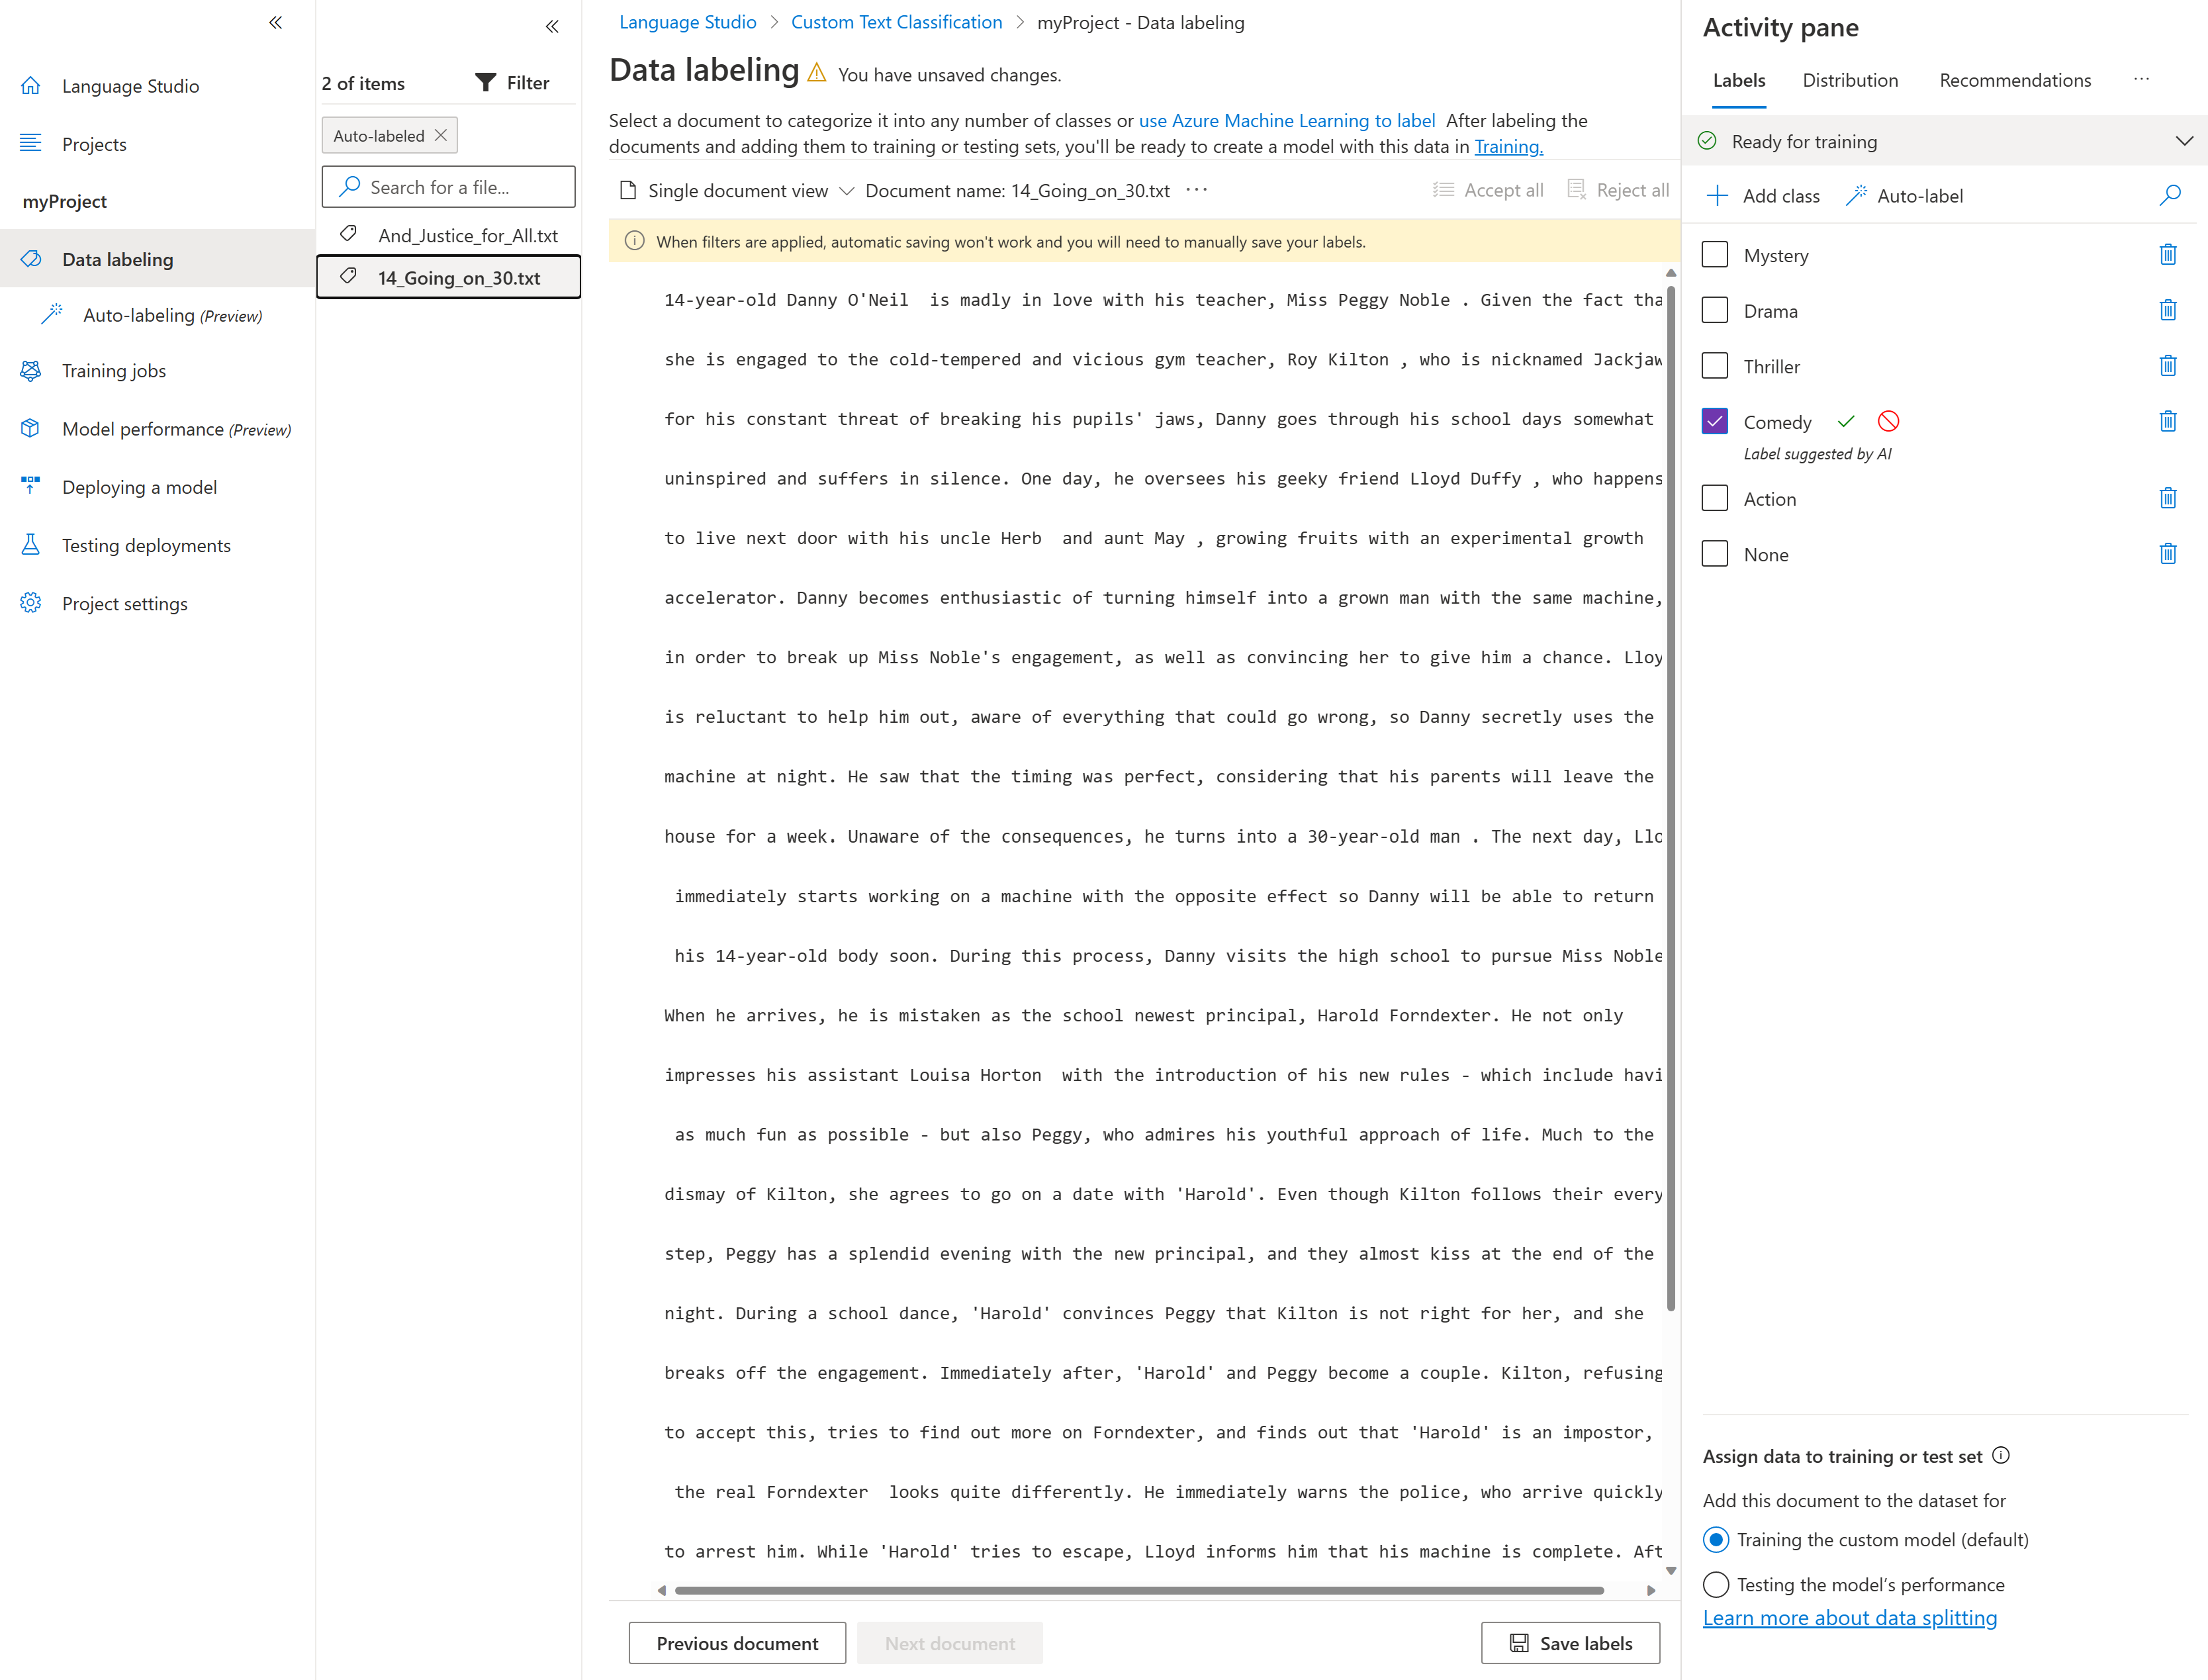 Language Studio
Projects
myProject
Data labeling
Auto-labeling (Preview)
Training jobs
Model performance (Preview)
Deploying a model
Testing deployments
Project settings
2 of items
Filter
Auto-labeled
Search for a file...
And_Justice_for_All.txt
14_Going_on_30.txt
Language Studio > Custom Text Classification > myProject - Data labeling
Data labeling You have unsaved changes.
Select a document to categorize it into any number of classes or use Azure Machine Learning to label After labeling the
documents and adding them to training or testing sets, you'll be ready to create a model with this data in Training.
Single document view Document name: 14_Going_on_30.txt ... Accept all Reject all
When filters are applied, automatic saving won't work and you will need to manually save your labels.
14-year-old Danny O'Neil  is madly in love with his teacher, Miss Peggy Noble . Given the fact tha
she is engaged to the cold-tempered and vicious gym teacher, Roy Kilton , who is nicknamed Jackjaw
for his constant threat of breaking his pupils' jaws, Danny goes through his school days somewhat
uninspired and suffers in silence. One day, he oversees his geeky friend Lloyd Duffy , who happens
to live next door with his uncle Herb  and aunt May , growing fruits with an experimental growth
accelerator. Danny becomes enthusiastic of turning himself into a grown man with the same machine,
in order to break up Miss Noble's engagement, as well as convincing her to give him a chance. Lloy
is reluctant to help him out, aware of everything that could go wrong, so Danny secretly uses the
machine at night. He saw that the timing was perfect, considering that his parents will leave the
house for a week. Unaware of the consequences, he turns into a 30-year-old man . The next day, Llo
immediately starts working on a machine with the opposite effect so Danny will be able to return
his 14-year-old body soon. During this process, Danny visits the high school to pursue Miss Noble
When he arrives, he is mistaken as the school newest principal, Harold Forndexter. He not only
impresses his assistant Louisa Horton  with the introduction of his new rules - which include havi
as much fun as possible - but also Peggy, who admires his youthful approach of life. Much to the
dismay of Kilton, she agrees to go on a date with 'Harold'. Even though Kilton follows their every
step, Peggy has a splendid evening with the new principal, and they almost kiss at the end of the
night. During a school dance, 'Harold' convinces Peggy that Kilton is not right for her, and she
breaks off the engagement. Immediately after, 'Harold' and Peggy become a couple. Kilton, refusing
to accept this, tries to find out more on Forndexter, and finds out that 'Harold' is an impostor,
the real Forndexter  looks quite differently. He immediately warns the police, who arrive quickly
to arrest him. While 'Harold' tries to escape, Lloyd informs him that his machine is complete. Aft
Previous document Next document Save labels
Activity pane
Labels Distribution Recommendations ...
Ready for training
Add class Auto-label
Mystery
Drama
Thriller
Comedy
Label suggested by AI
Action
None
Assign data to training or test set
Add this document to the dataset for
Training the custom model (default)
Testing the model’s performance
Learn more about data splitting